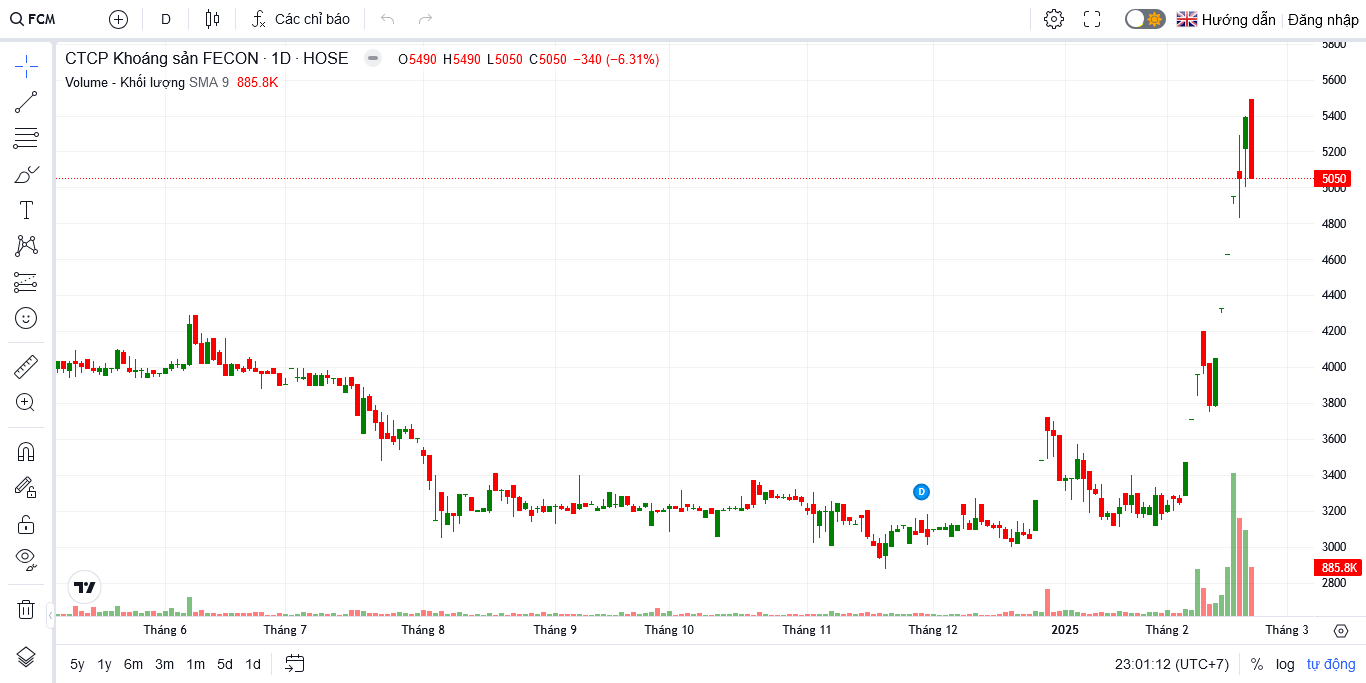 FCM D Các chỉ báo Hướng dẫn Đăng nhập
CTCP Khoáng sản FECON · 1D · HOSE O5490 H5490 L5050 C5050 −340 (−6.31%)
Volume - Khối lượng SMA 9 885.8K
5800
5600
5400
5200
5050
5000
4800
4600
4400
4200
4000
3800
3600
3400
3200
3000
885.8K
2800
D
Tháng 6 Tháng 7 Tháng 8 Tháng 9 Tháng 10 Tháng 11 Tháng 12 2025 Tháng 2 Tháng 3
5y 1y 6m 3m 1m 5d 1d 23:01:12 (UTC+7) % log tự động